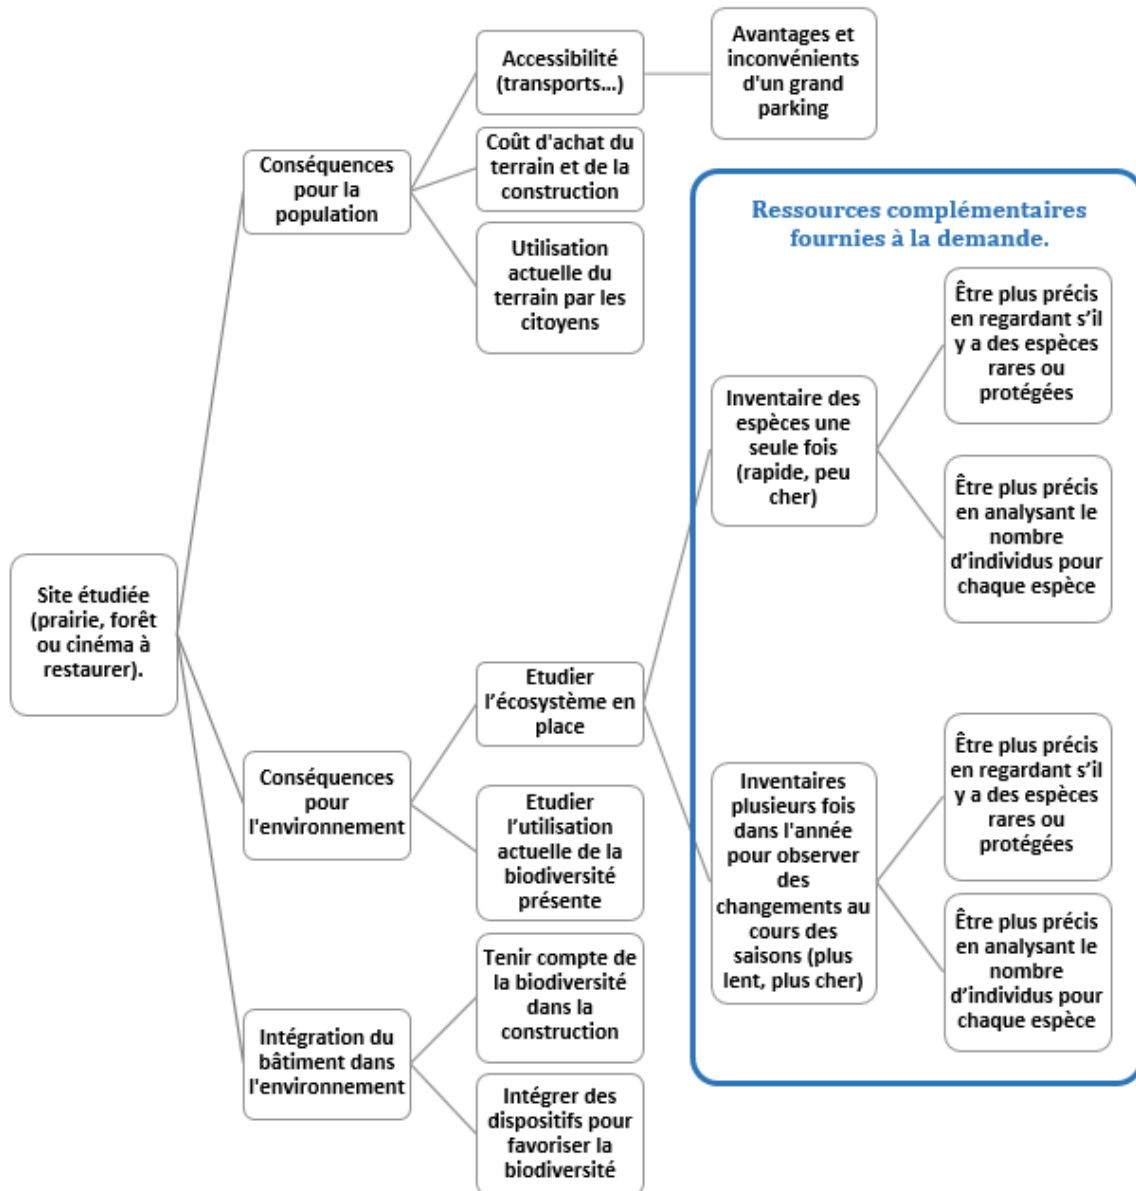 Site étudiée
(prairie, forêt
ou cinéma à
restaurer).
Conséquences
pour la
population
Accessibilité
(transports...)
Avantages et
inconvénients
d'un grand
parking
Coût d'achat du
terrain et de la
construction
Utilisation
actuelle du
terrain par les
citoyens
Conséquences
pour
l'environnement
Etudier
l'écosystème en
place
Ressources complémentaires
fournies à la demande.
Inventaire des
espèces une
seule fois
(rapide, peu
cher)
Être plus précis
en regardant s'il
y a des espèces
rares ou
protégées
Être plus précis
en analysant le
nombre
d'individus pour
chaque espèce
Inventaires
plusieurs fois
dans l'année
pour observer
des
changements au
cours des
saisons (plus
lent, plus cher)
Être plus précis
en regardant s'il
y a des espèces
rares ou
protégées
Être plus précis
en analysant le
nombre
d'individus pour
chaque espèce
Etudier
l'utilisation
actuelle de la
biodiversité
présente
Intégration du
bâtiment dans
l'environnement
Tenir compte de
la biodiversité
dans la
construction
Intégrer des
dispositifs pour
favoriser la
biodiversité